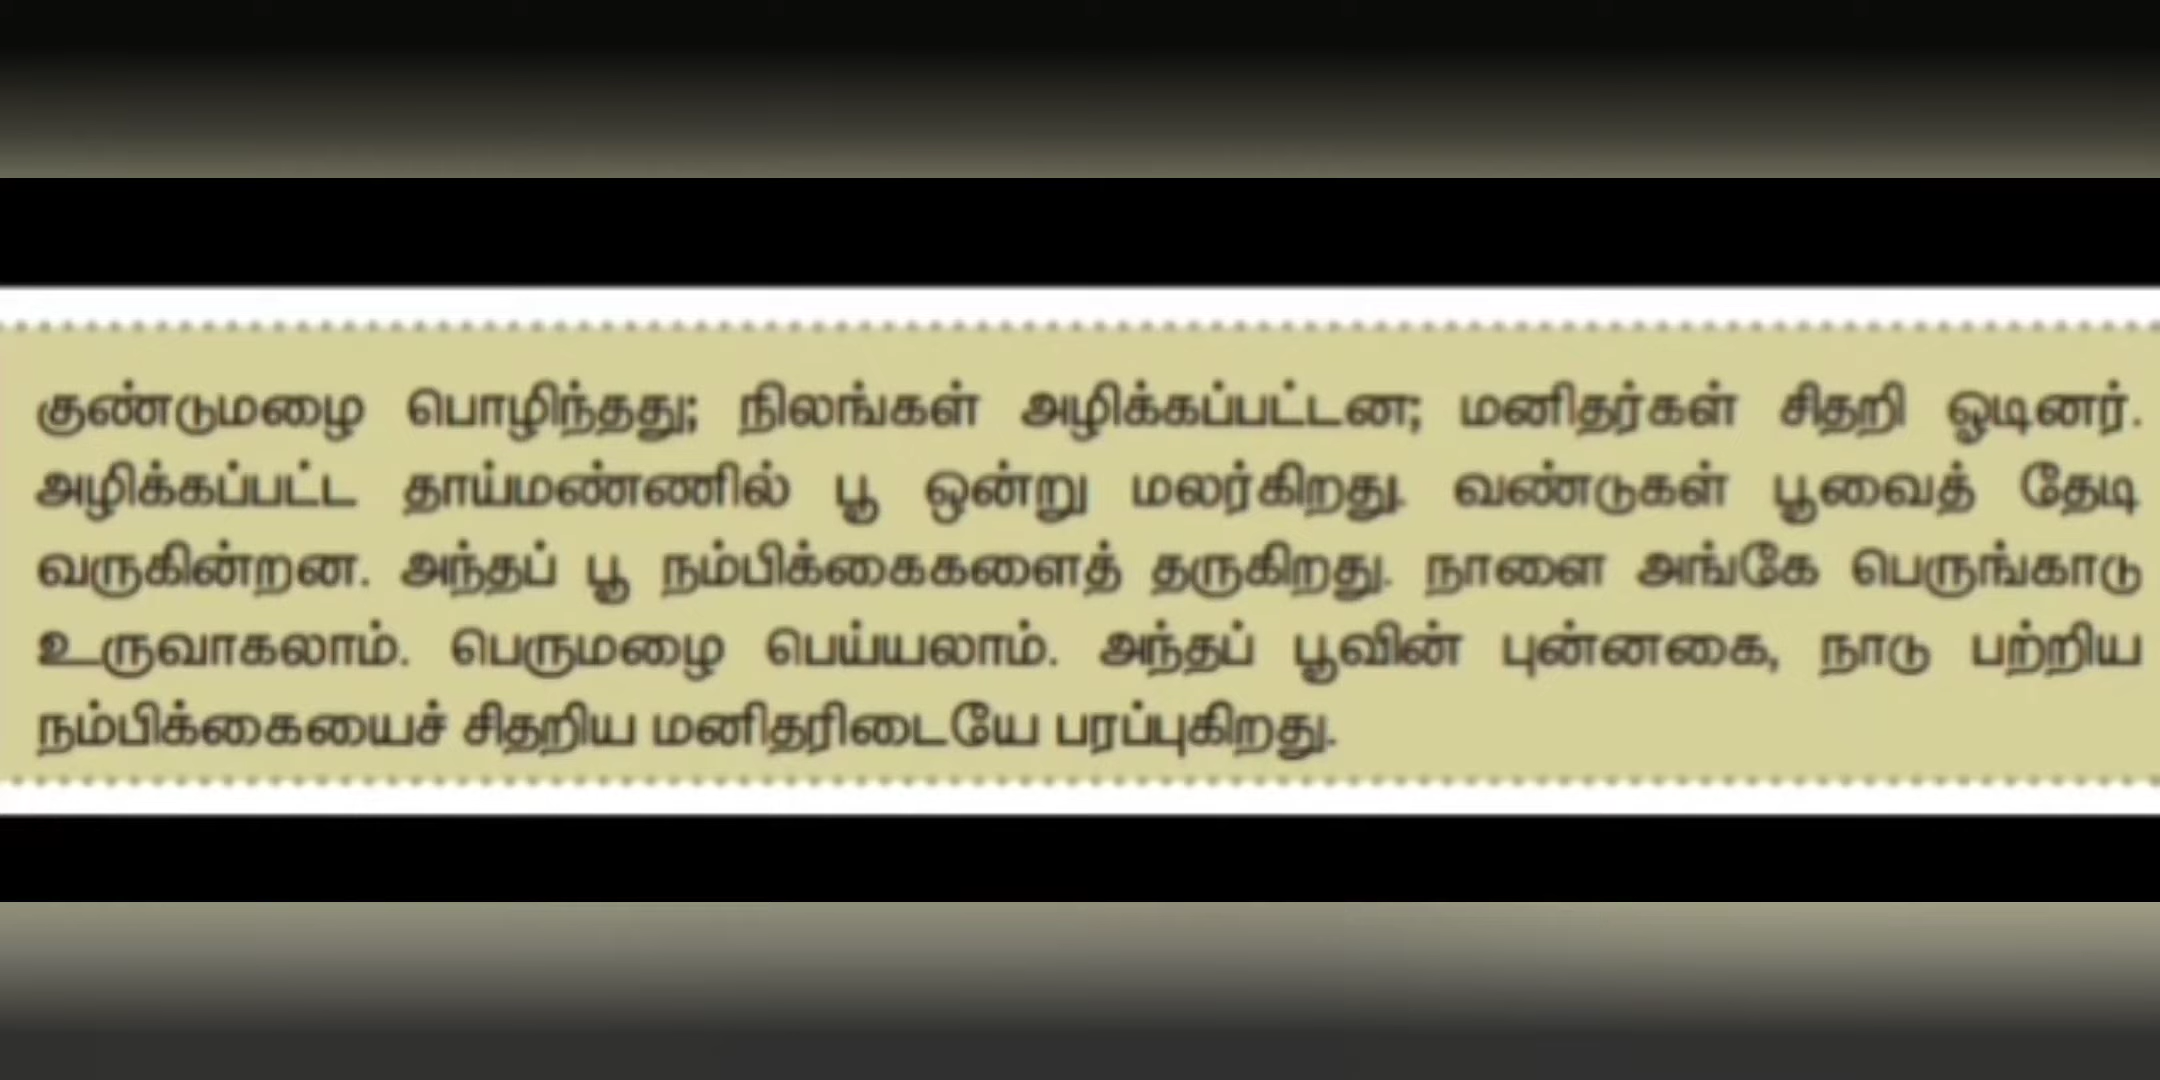 குண்டுமழை பொழிந்தது; நிலங்கள் அழிக்கப்பட்டன; மனிதர்கள் சிதறி ஓடினர்.
அழிக்கப்பட்ட தாய்மண்ணில் பூ ஒன்று மலர்கிறது. வண்டுகள் பூவைத் தேடி
வருகின்றன. அந்தப் பூ நம்பிக்கைகளைத் தருகிறது. நாளை அங்கே பெருங்காடு
உருவாகலாம். பெருமழை பெய்யலாம். அந்தப் பூவின் புன்னகை, நாடு பற்றிய
நம்பிக்கையைச் சிதறிய மனிதரிடையே பரப்புகிறது.